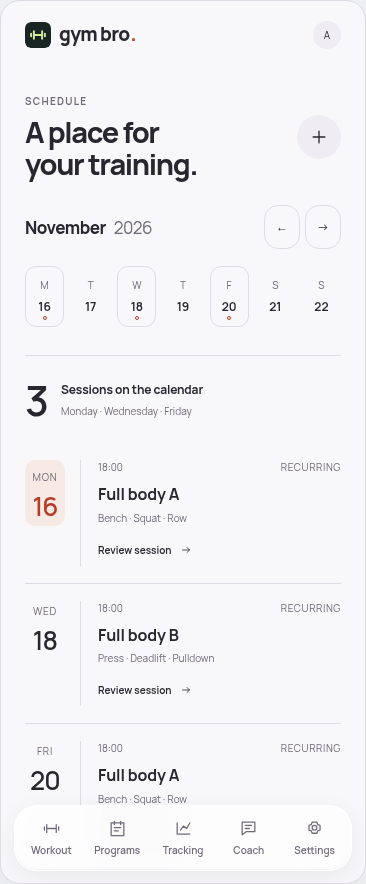 gym bro.
A
SCHEDULE
A place for
your training.
November 2026
M T W T F S S
16 17 18 19 20 21 22
3 Sessions on the calendar
Monday · Wednesday · Friday
MON
16
18:00 RECURRING
Full body A
Bench · Squat · Row
Review session →
WED
18
18:00 RECURRING
Full body B
Press · Deadlift · Pulldown
Review session →
FRI
20
18:00 RECURRING
Full body A
Bench · Squat · Row
Workout Programs Tracking Coach Settings